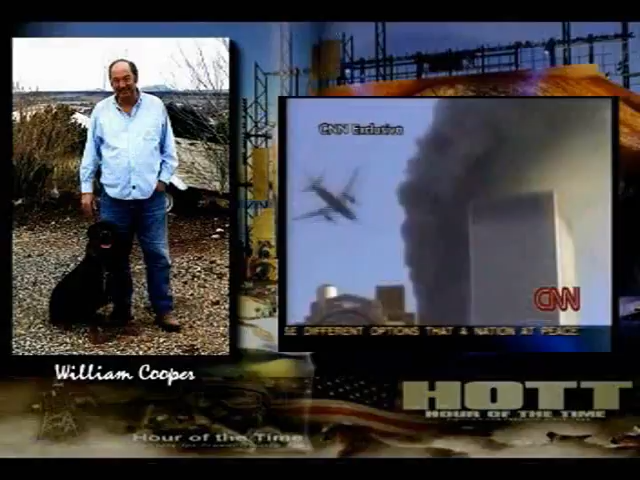 CNN Exclusive
CNN
SE DIFFERENT OPTIONS THAT A NATION AT PEACE
William Cooper
HOTT
HOUR OF THE TIME
Hour of the Time